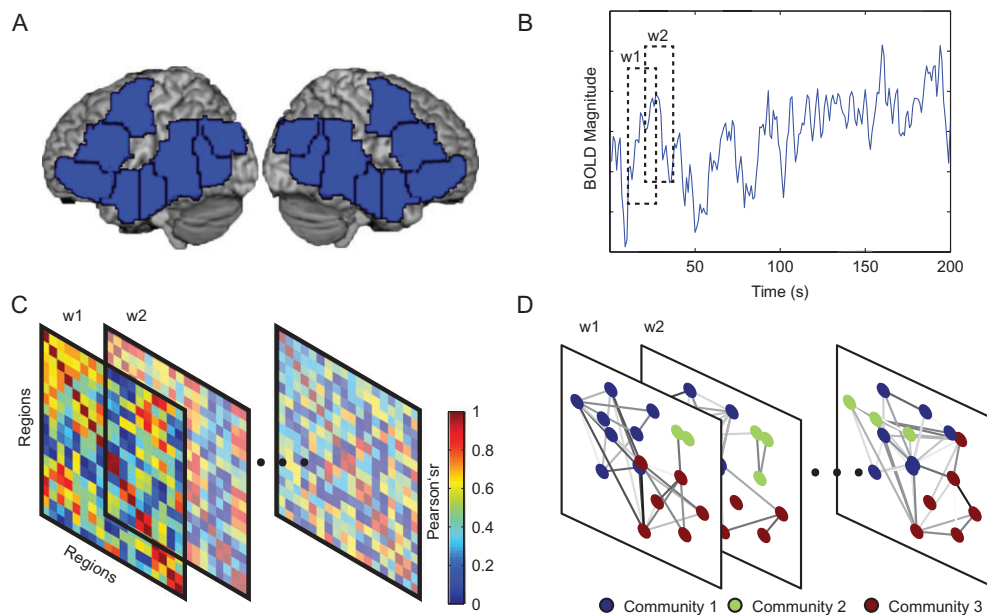 A
B
w2
w1
BOLD Magnitude
50
100
150
200
Time (s)
C
w1
w2
Regions
Regions
1
0.8
0.6
0.4
0.2
0
Pearson'sr
D
w1
w2
Community 1
Community 2
Community 3